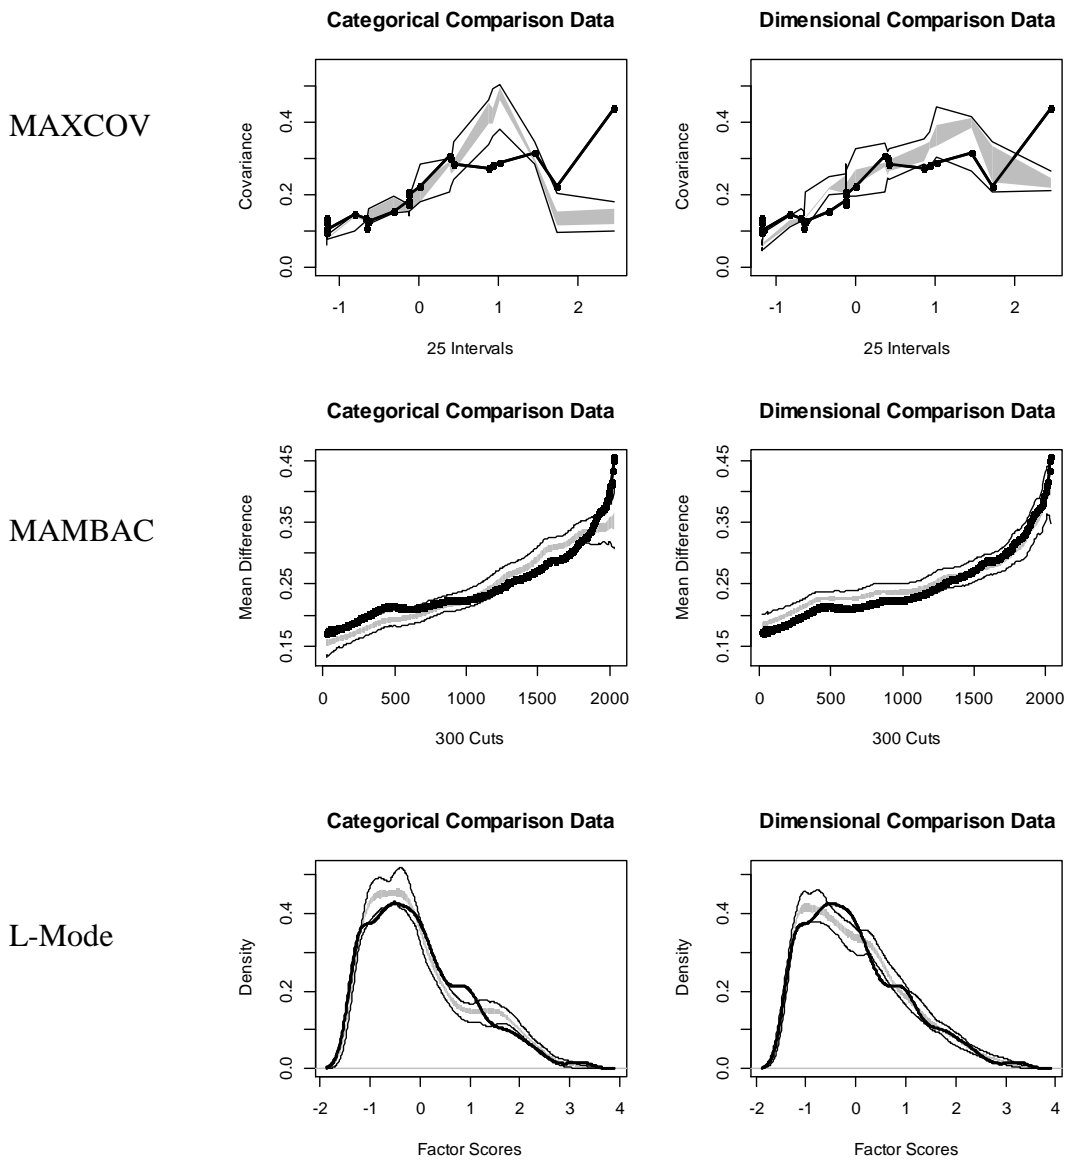 Categorical Comparison Data
Dimensional Comparison Data
MAXCOV
Covariance
0.0 0.2 0.4
-1 0 1 2
25 Intervals
Covariance
0.0 0.2 0.4
-1 0 1 2
25 Intervals
Categorical Comparison Data
Dimensional Comparison Data
MAMBAC
Mean Difference
0.15 0.25 0.35 0.45
0 500 1000 1500 2000
300 Cuts
Mean Difference
0.15 0.25 0.35 0.45
0 500 1000 1500 2000
300 Cuts
Categorical Comparison Data
Dimensional Comparison Data
L-Mode
Density
0.0 0.2 0.4
-2 -1 0 1 2 3 4
Factor Scores
Density
0.0 0.2 0.4
-2 -1 0 1 2 3 4
Factor Scores